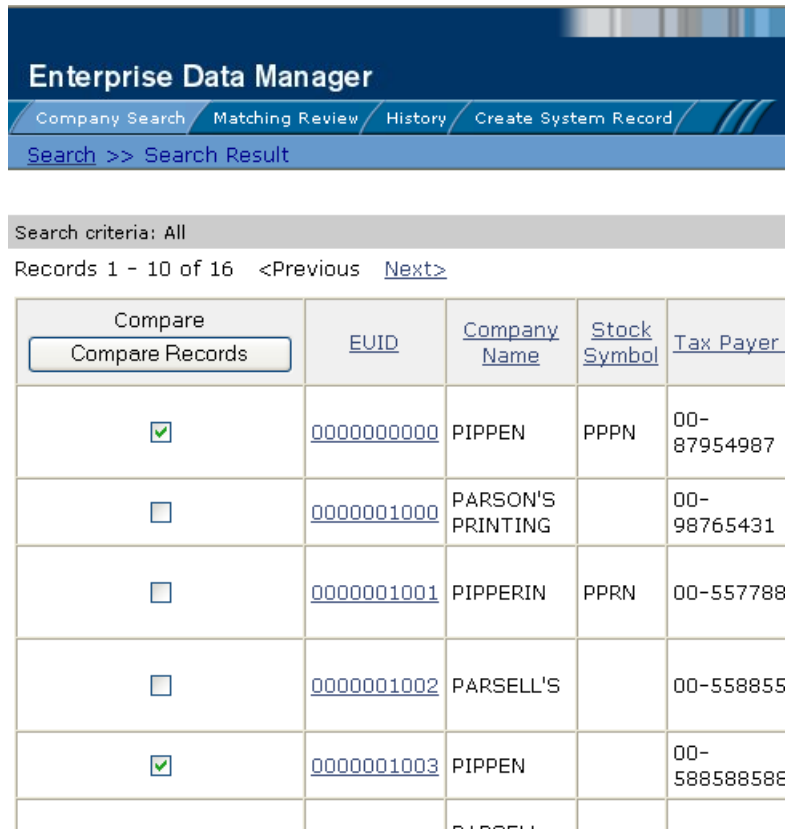 Enterprise Data Manager
Company Search Matching Review History Create System Record
Search >> Search Result
Search criteria: All
Records 1 - 10 of 16 <Previous Next>
Compare
Compare Records
EUID
Company
Name
Stock
Symbol
Tax Payer
0000000000 PIPPEN PPPN 00-
87954987
0000001000 PARSON'S
PRINTING 00-
98765431
0000001001 PIPPERIN PPRN 00-557788
0000001002 PARSELL'S 00-558855
0000001003 PIPPEN 00-
588588588